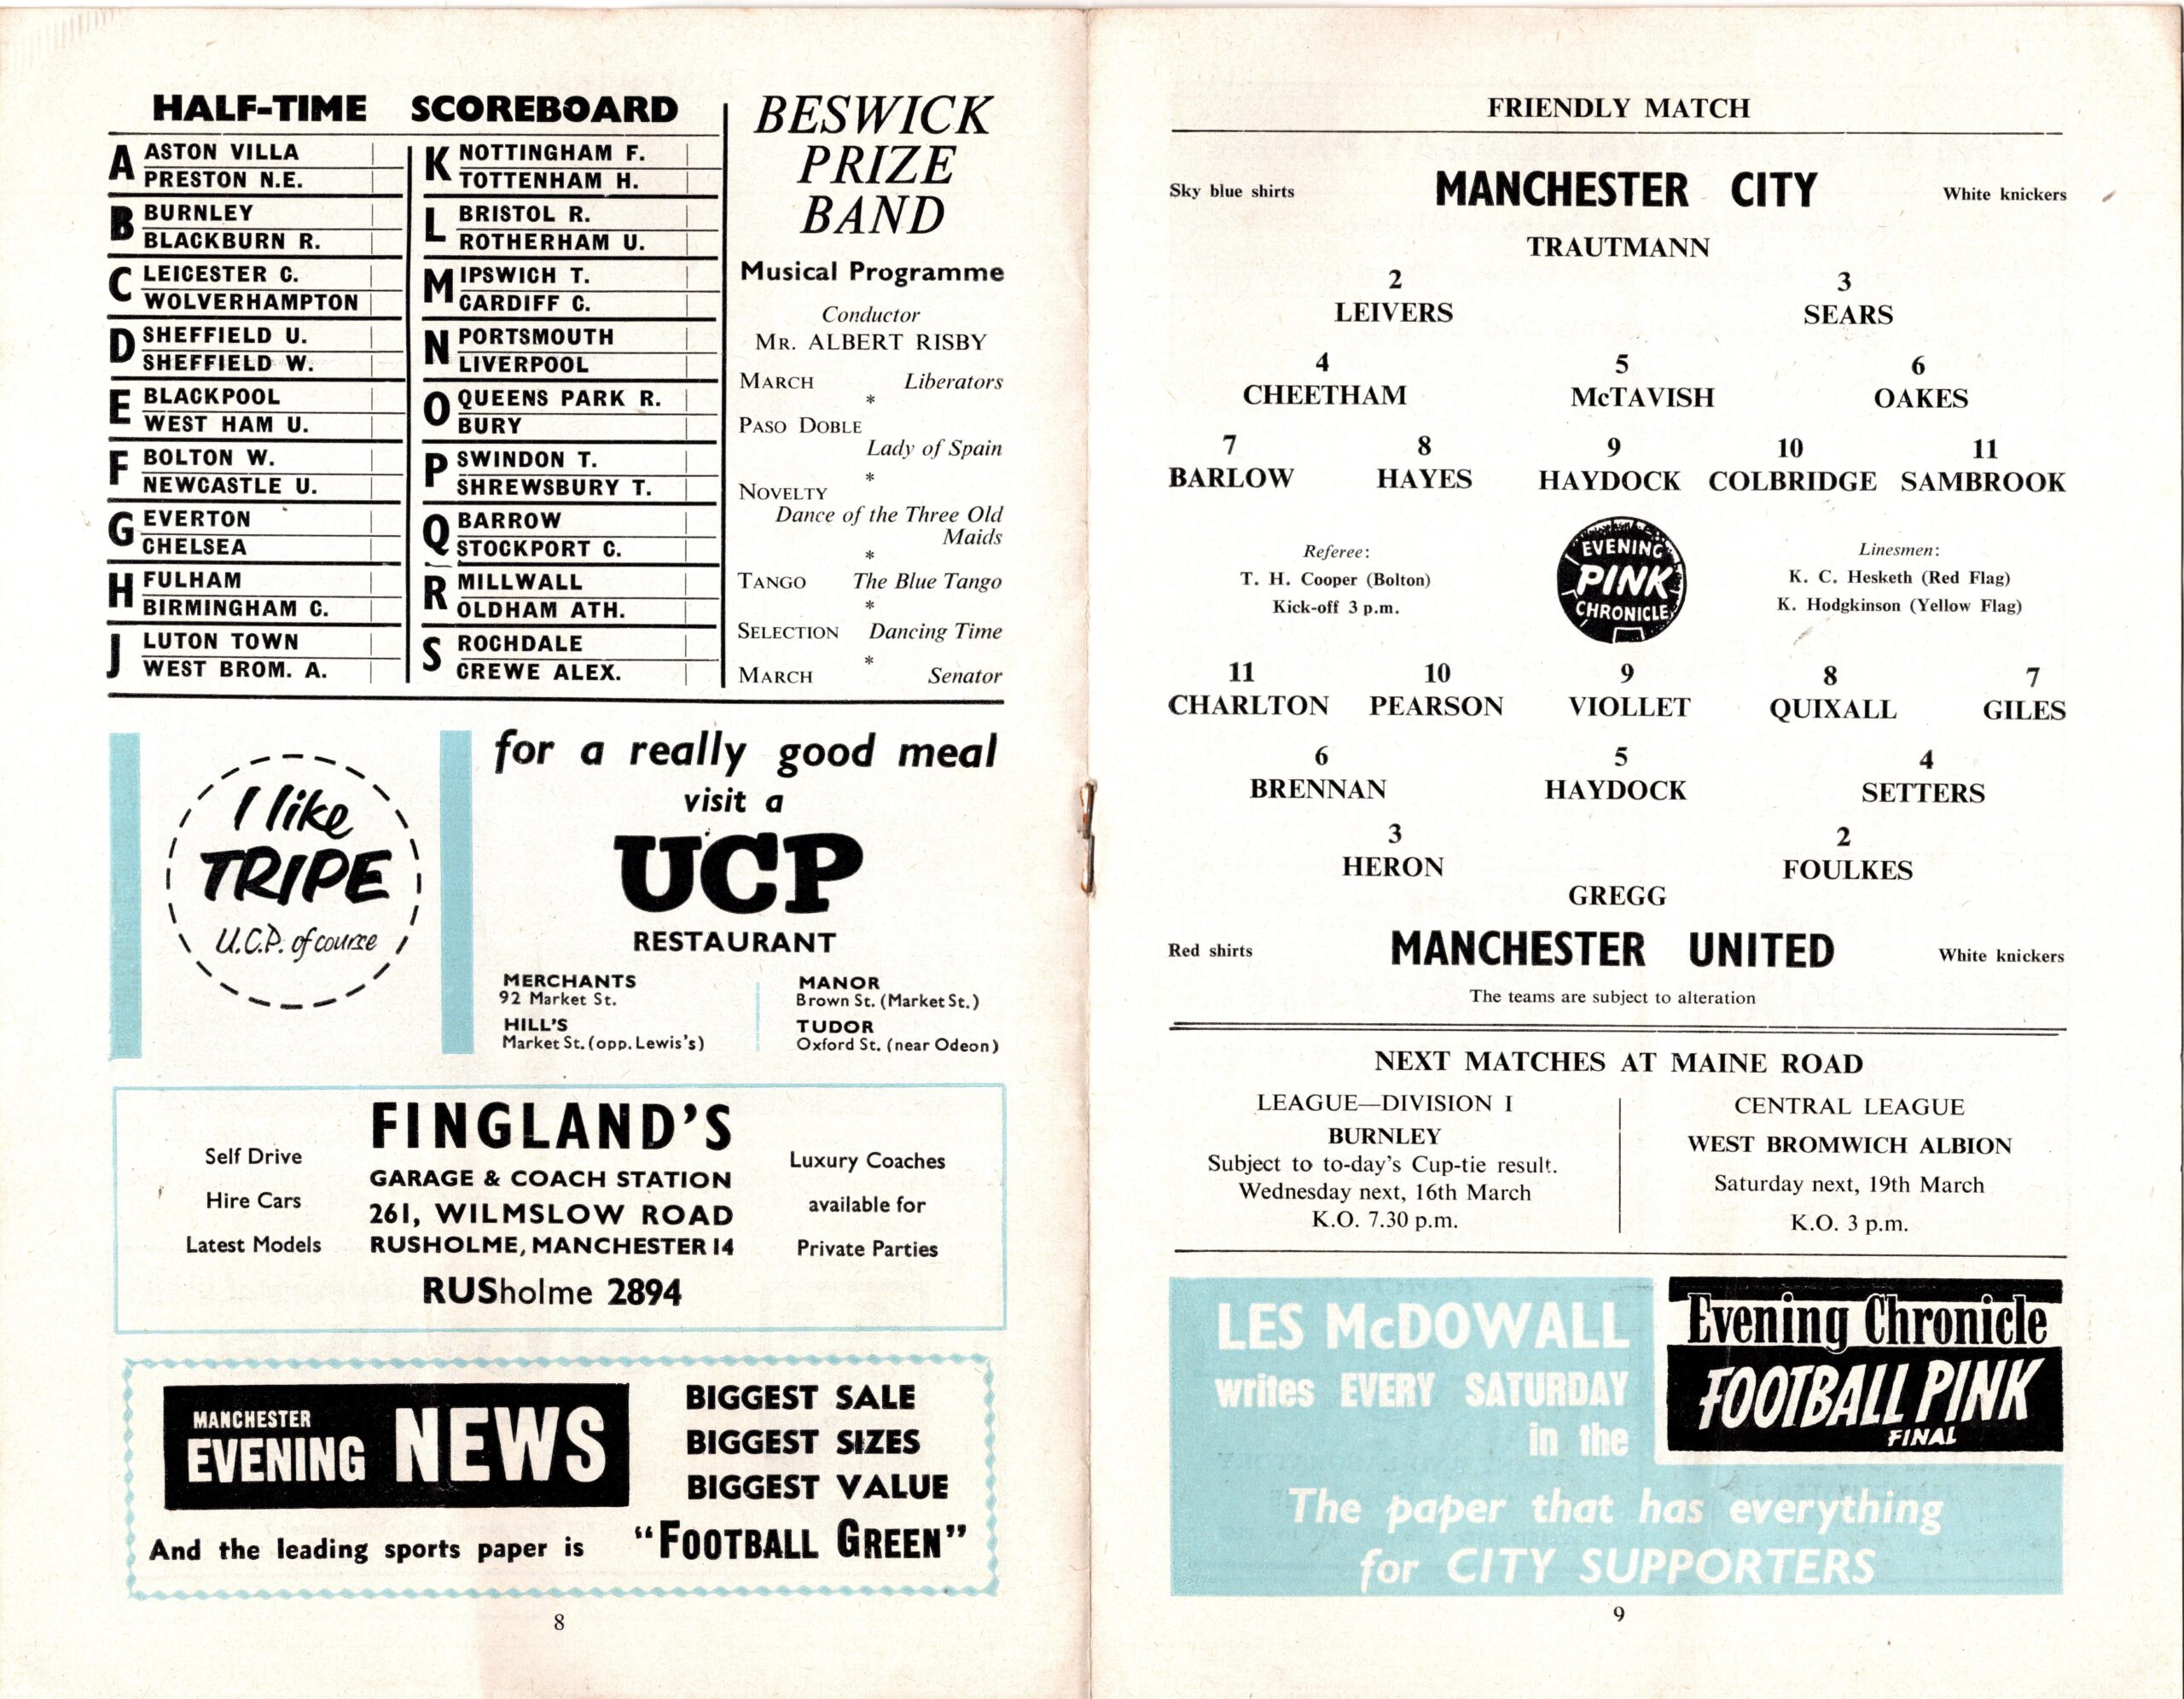 HALF-TIME SCOREBOARD
A ASTON VILLA
PRESTON N.E.
B BURNLEY
BLACKBURN R.
C LEICESTER C.
WOLVERHAMPTON
D SHEFFIELD U.
SHEFFIELD W.
E BLACKPOOL
WEST HAM U.
F BOLTON W.
NEWCASTLE U.
G EVERTON
CHELSEA
H FULHAM
BIRMINGHAM C.
J LUTON TOWN
WEST BROM. A.
K NOTTINGHAM F.
TOTTENHAM H.
L BRISTOL R.
ROTHERHAM U.
M IPSWICH T.
CARDIFF C.
N PORTSMOUTH
LIVERPOOL
O QUEENS PARK R.
BURY
P SWINDON T.
SHREWSBURY T.
Q BARROW
STOCKPORT C.
R MILLWALL
OLDHAM ATH.
S ROCHDALE
CREWE ALEX.
BESWICK
PRIZE
BAND
Musical Programme
Conductor
MR. ALBERT RISBY
MARCH Liberators
*
PASO DOBLE
Lady of Spain
*
NOVELTY
Dance of the Three Old
Maids
*
TANGO The Blue Tango
*
SELECTION Dancing Time
*
MARCH Senator
I like
TRIPE
U.C.P. of course
for a really good meal
visit a
UCP
RESTAURANT
MERCHANTS
92 Market St.
HILL'S
Market St. (opp. Lewis's)
MANOR
Brown St. (Market St.)
TUDOR
Oxford St. (near Odeon)
Self Drive
Hire Cars
Latest Models
FINGLAND'S
GARAGE & COACH STATION
261, WILMSLOW ROAD
RUSHOLME, MANCHESTER 14
RUSholme 2894
Luxury Coaches
available for
Private Parties
MANCHESTER
EVENING NEWS
BIGGEST SALE
BIGGEST SIZES
BIGGEST VALUE
And the leading sports paper is "FOOTBALL GREEN"
8
FRIENDLY MATCH
Sky blue shirts MANCHESTER CITY White knickers
TRAUTMANN
2 3
LEIVERS SEARS
4 5 6
CHEETHAM McTAVISH OAKES
7 8 9 10 11
BARLOW HAYES HAYDOCK COLBRIDGE SAMBROOK
Referee:
T. H. Cooper (Bolton)
Kick-off 3 p.m.
EVENING
PINK
CHRONICLE
Linesmen:
K. C. Hesketh (Red Flag)
K. Hodgkinson (Yellow Flag)
11 10 9 8 7
CHARLTON PEARSON VIOLLET QUIXALL GILES
6 5 4
BRENNAN HAYDOCK SETTERS
3 2
HERON FOULKES
GREGG
Red shirts MANCHESTER UNITED White knickers
The teams are subject to alteration
NEXT MATCHES AT MAINE ROAD
LEAGUE—DIVISION I
BURNLEY
Subject to to-day's Cup-tie result.
Wednesday next, 16th March
K.O. 7.30 p.m.
CENTRAL LEAGUE
WEST BROMWICH ALBION
Saturday next, 19th March
K.O. 3 p.m.
LES McDOWALL
writes EVERY SATURDAY
in the
Evening Chronicle
FOOTBALL PINK
FINAL
The paper that has everything
for CITY SUPPORTERS
9